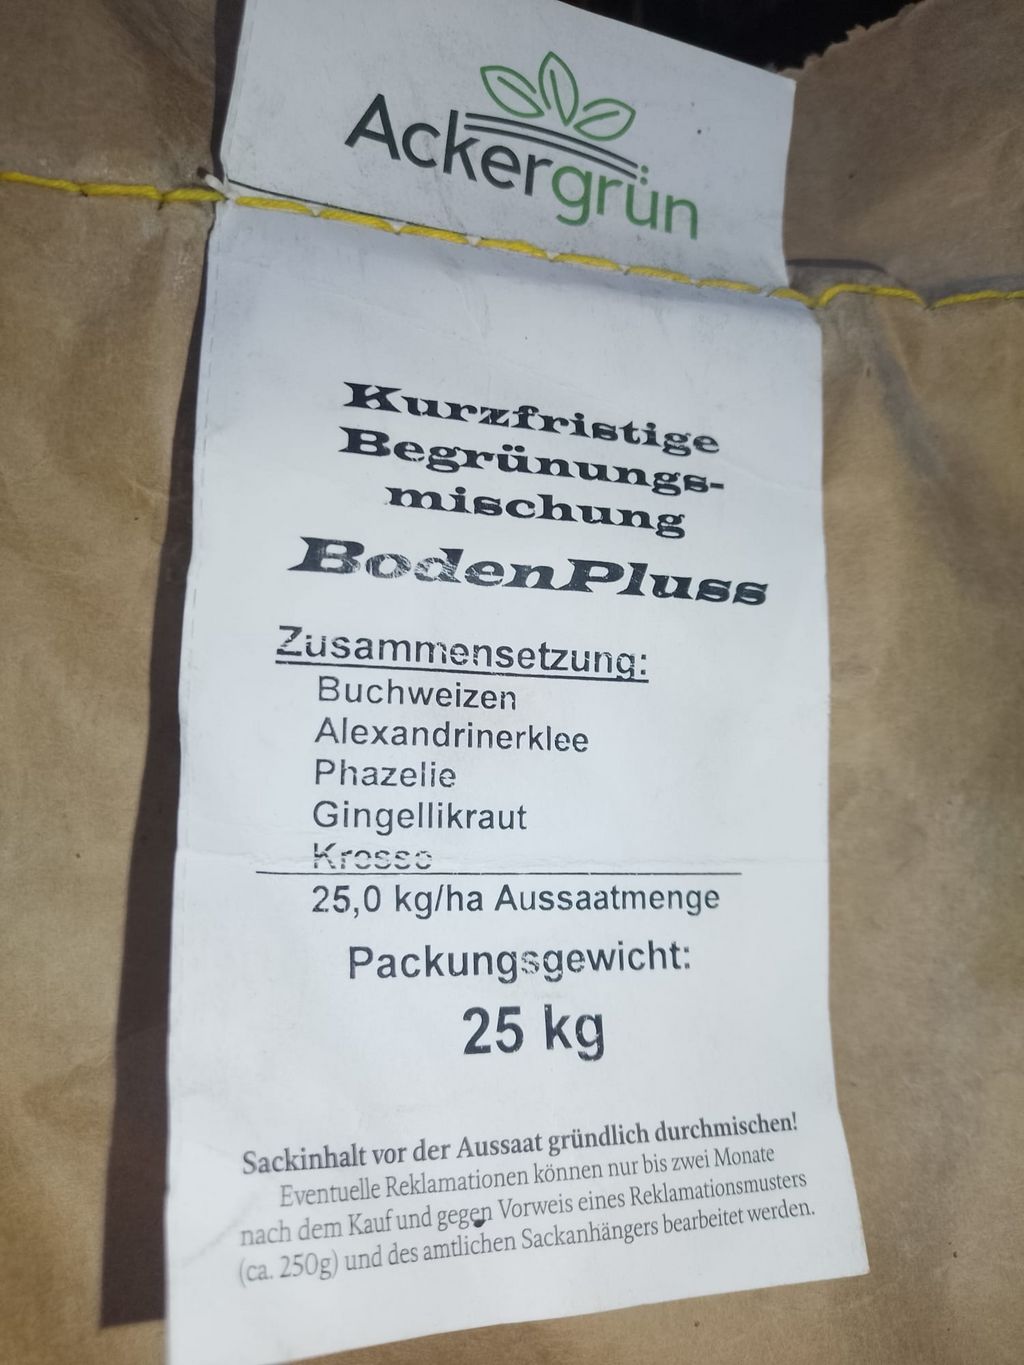 Ackergrün
Kurzfristige
Begrünungs-
mischung
BodenPluss
Zusammensetzung:
Buchweizen
Alexandrinerklee
Phazelie
Gingellikraut
Kresse
25,0 kg/ha Aussaatmenge
Packungsgewicht:
25 kg
Sackinhalt vor der Aussaat gründlich durchmischen!
Eventuelle Reklamationen können nur bis zwei Monate
nach dem Kauf und gegen Vorweis eines Reklamationsmusters
(ca. 250g) und des amtlichen Sackanhängers bearbeitet werden.